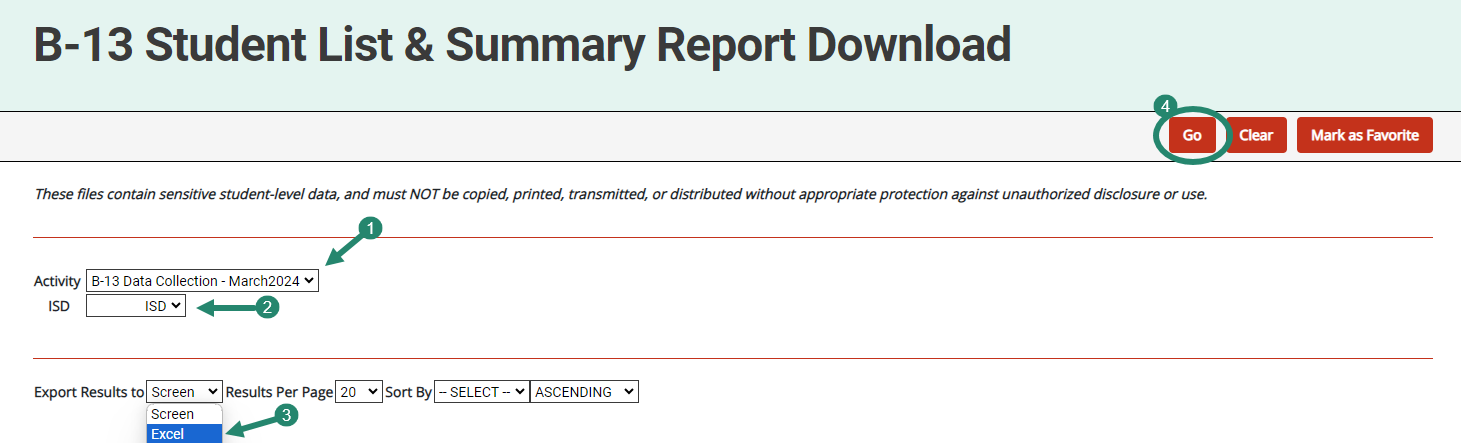 B-13 Student List & Summary Report Download
4
Go Clear Mark as Favorite
These files contain sensitive student-level data, and must NOT be copied, printed, transmitted, or distributed without appropriate protection against unauthorized disclosure or use.
1
Activity B-13 Data Collection - March2024
ISD ISD 2
Export Results to Screen Results Per Page 20 Sort By -- SELECT -- ASCENDING
Screen 3
Excel